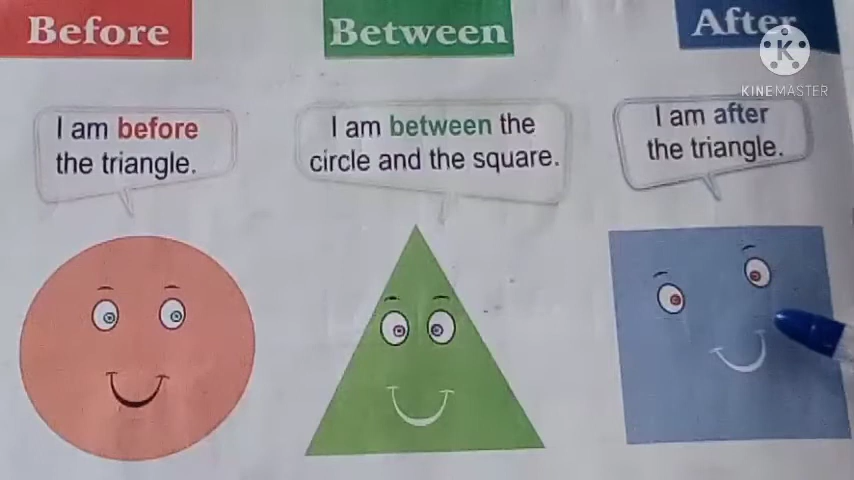 Before
Between
After
KINEMASTER
I am before
the triangle.
I am between the
circle and the square.
I am after
the triangle.